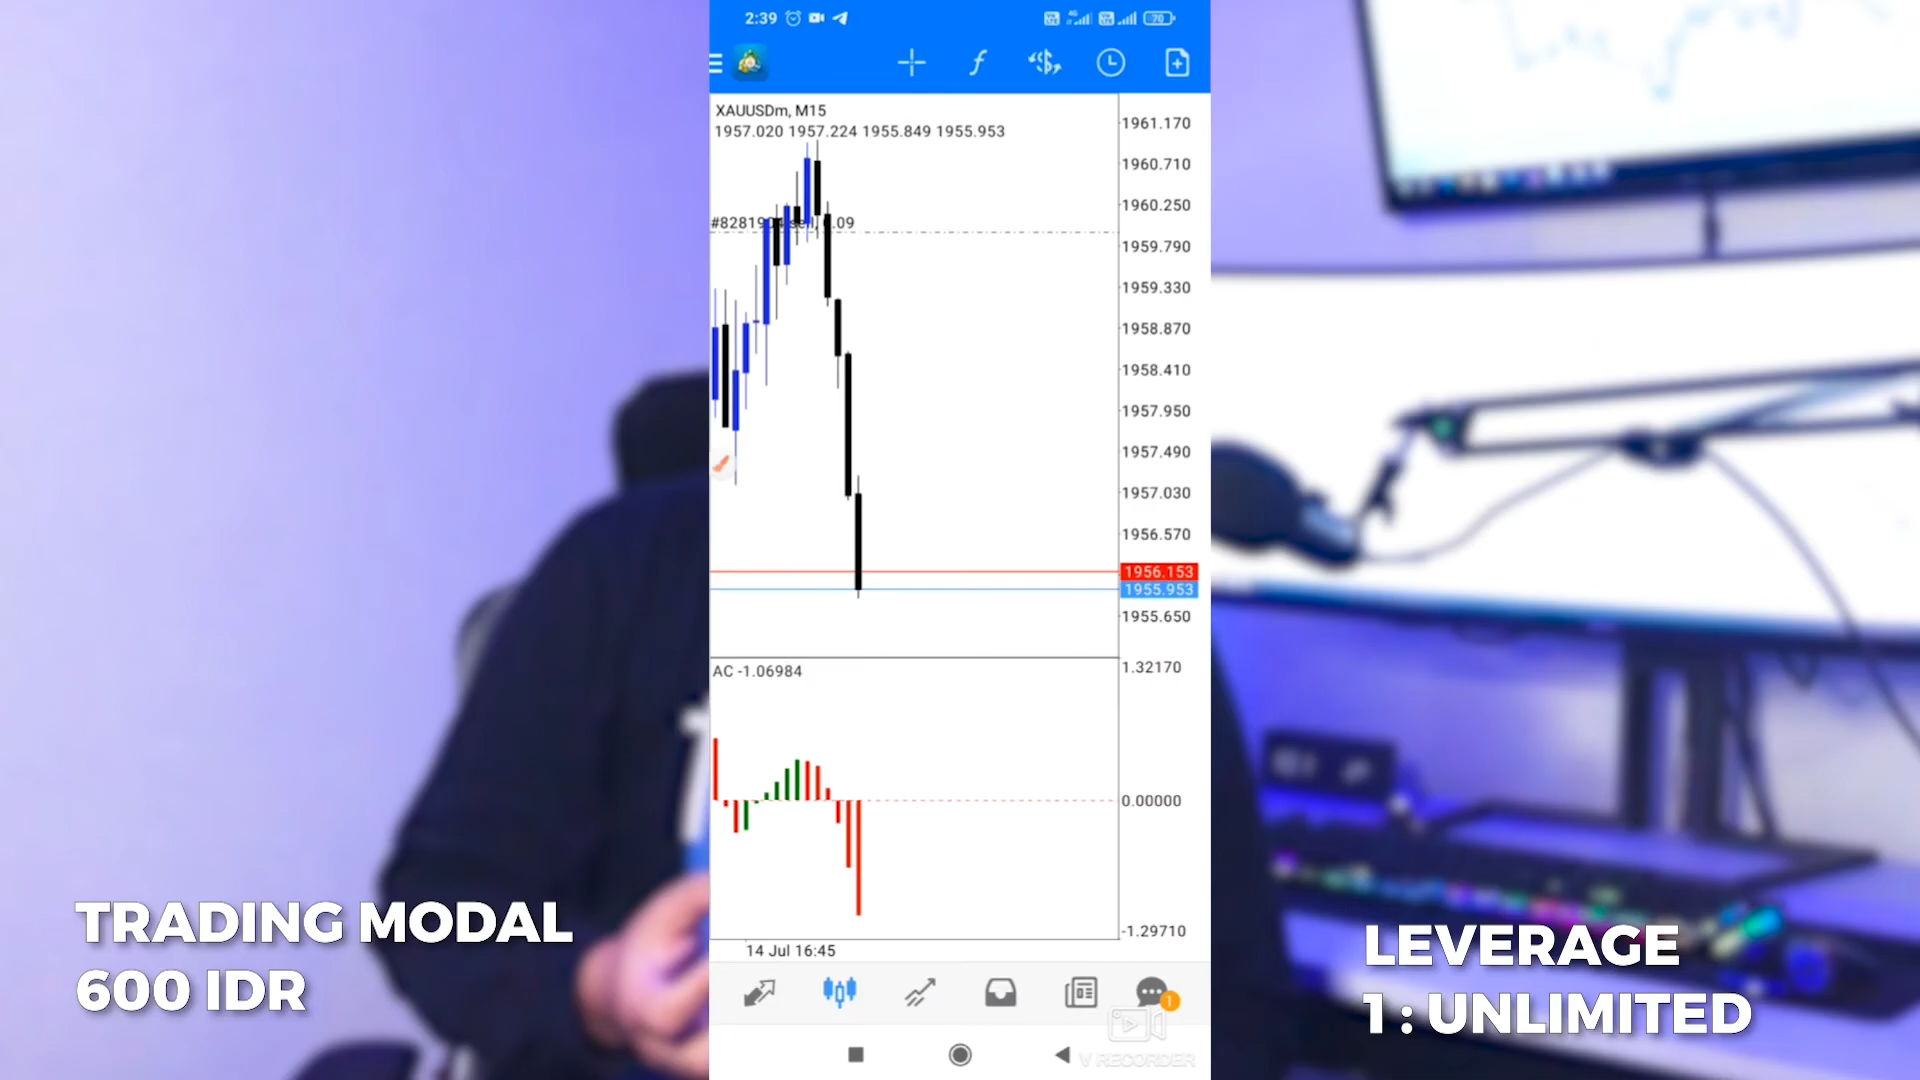 2:39
70
XAUUSDm, M15
1957.020 1957.224 1955.849 1955.953
1961.170
1960.710
1960.250
1959.790
1959.330
1958.870
1958.410
1957.950
1957.490
1957.030
1956.570
1956.153
1955.953
1955.650
AC -1.06984
1.32170
0.00000
-1.29710
14 Jul 16:45
1
V RECORDER
TRADING MODAL
600 IDR
LEVERAGE
1 : UNLIMITED